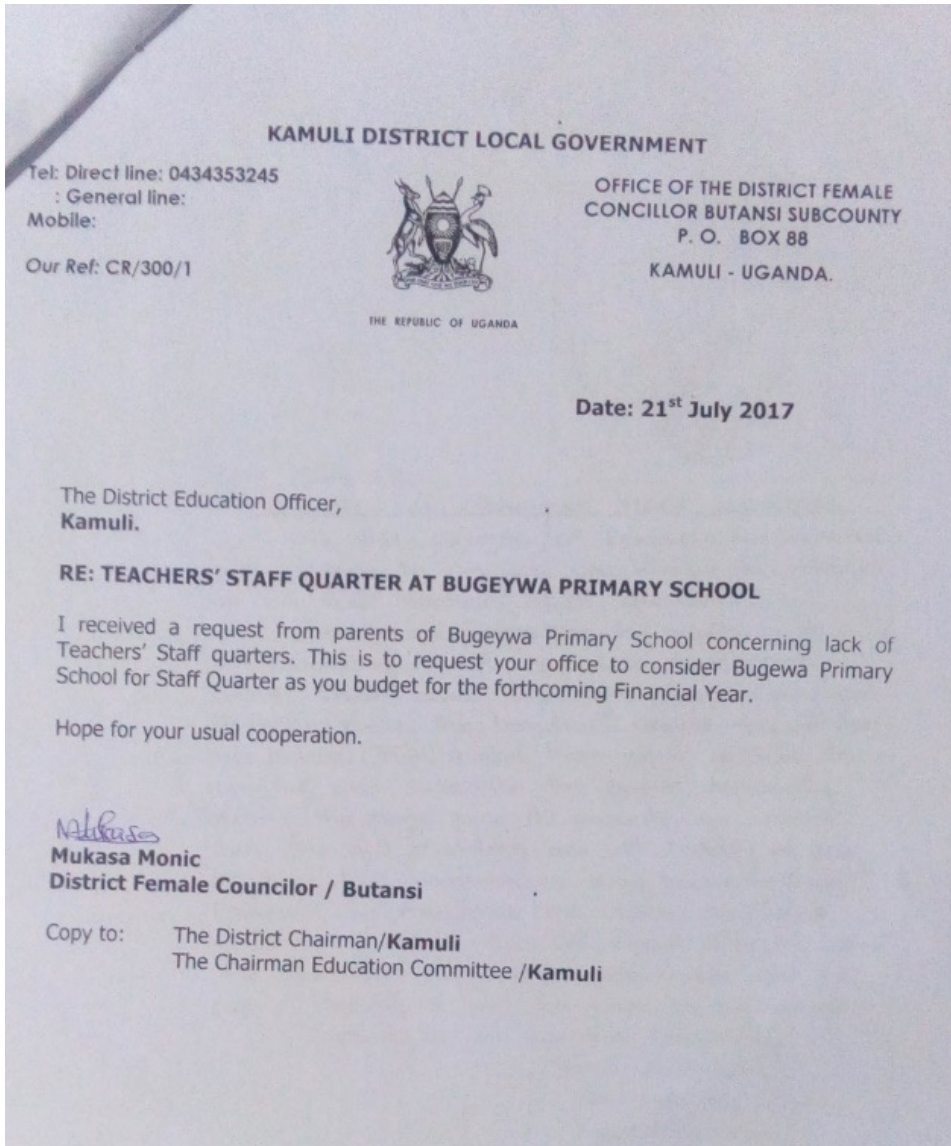 KAMULI DISTRICT LOCAL GOVERNMENT
Tel: Direct line: 0434353245
: General line:
Mobile:
Our Ref: CR/300/1
THE REPUBLIC OF UGANDA
OFFICE OF THE DISTRICT FEMALE
CONCILLOR BUTANSI SUBCOUNTY
P. O. BOX 88
KAMULI - UGANDA.
Date: 21st July 2017
The District Education Officer,
Kamuli.
RE: TEACHERS' STAFF QUARTER AT BUGEYWA PRIMARY SCHOOL
I received a request from parents of Bugeywa Primary School concerning lack of
Teachers' Staff quarters. This is to request your office to consider Bugewa Primary
School for Staff Quarter as you budget for the forthcoming Financial Year.
Hope for your usual cooperation.
Mukasa Monic
District Female Councilor / Butansi
Copy to: The District Chairman/Kamuli
The Chairman Education Committee /Kamuli